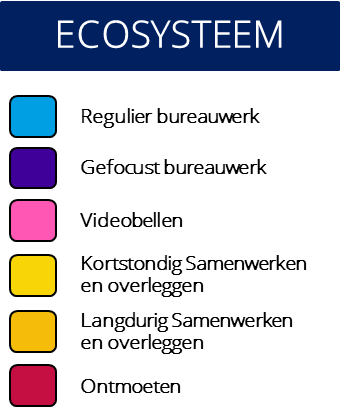 ECOSYSTEEM
Regulier bureauwerk
Gefocust bureauwerk
Videobellen
Kortstondig Samenwerken
en overleggen
Langdurig Samenwerken
en overleggen
Ontmoeten